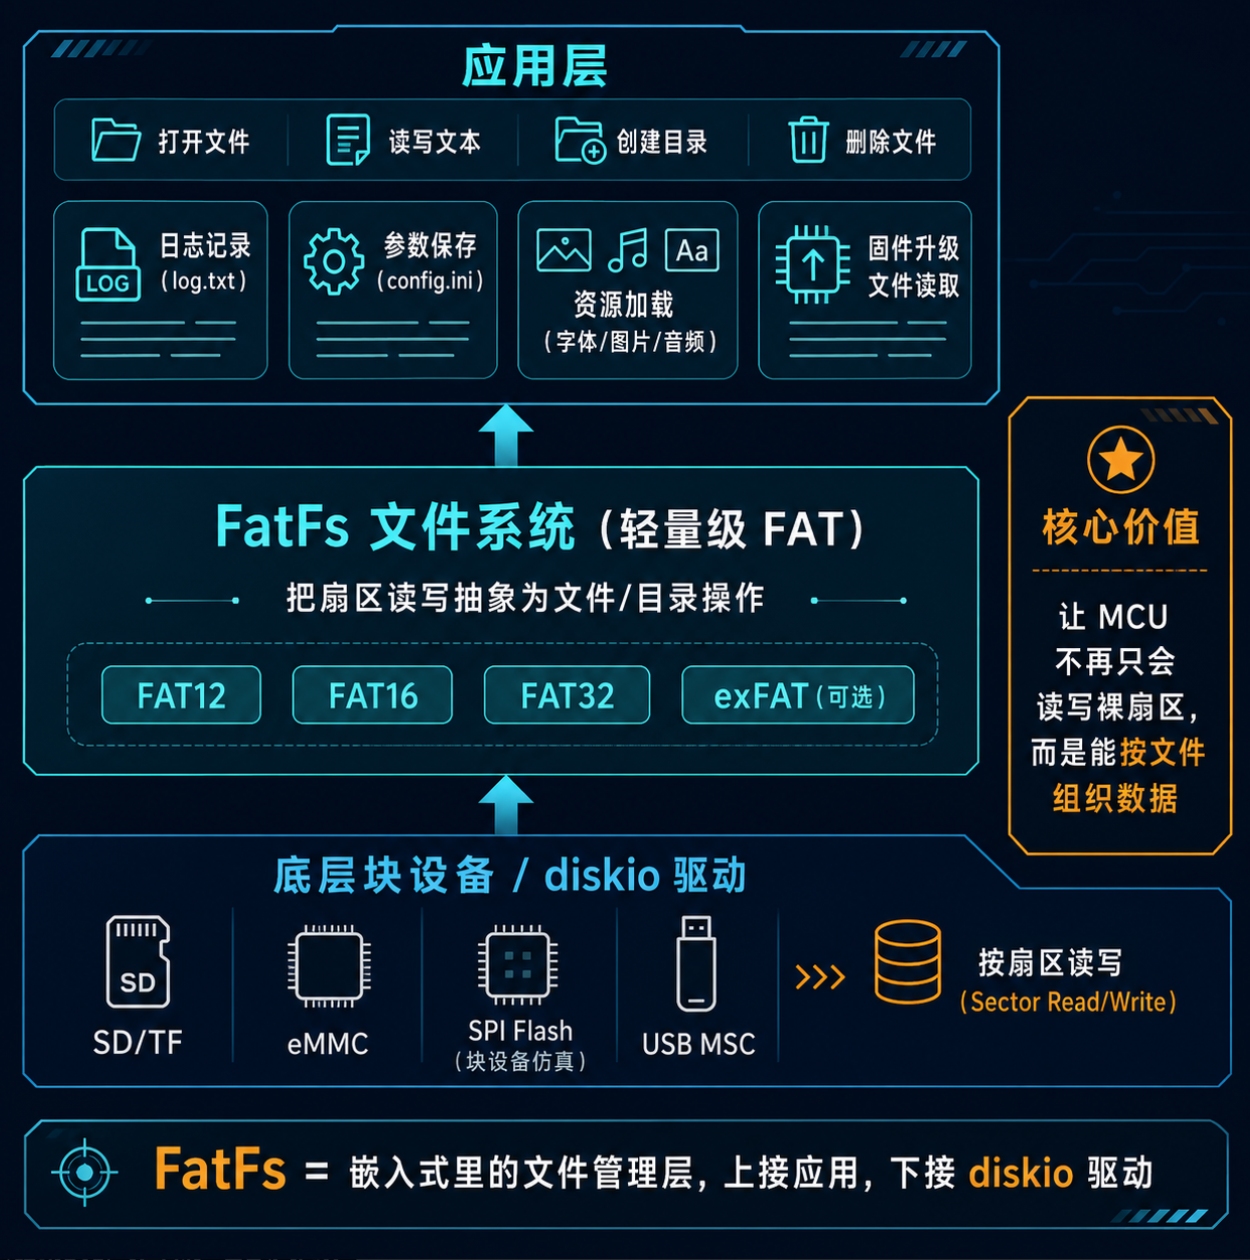 应用层
打开文件
读写文本
创建目录
删除文件
LOG
日志记录
(log.txt)
参数保存
(config.ini)
Aa
资源加载
(字体/图片/音频)
固件升级
文件读取
FatFs 文件系统 (轻量级 FAT)
把扇区读写抽象为文件/目录操作
FAT12
FAT16
FAT32
exFAT (可选)
核心价值
让 MCU
不再只会
读写裸扇区,
而是能按文件
组织数据
底层块设备 / diskio 驱动
SD
SD/TF
eMMC
SPI Flash
(块设备仿真)
USB MSC
按扇区读写
(Sector Read/Write)
FatFs = 嵌入式里的文件管理层, 上接应用, 下接 diskio 驱动